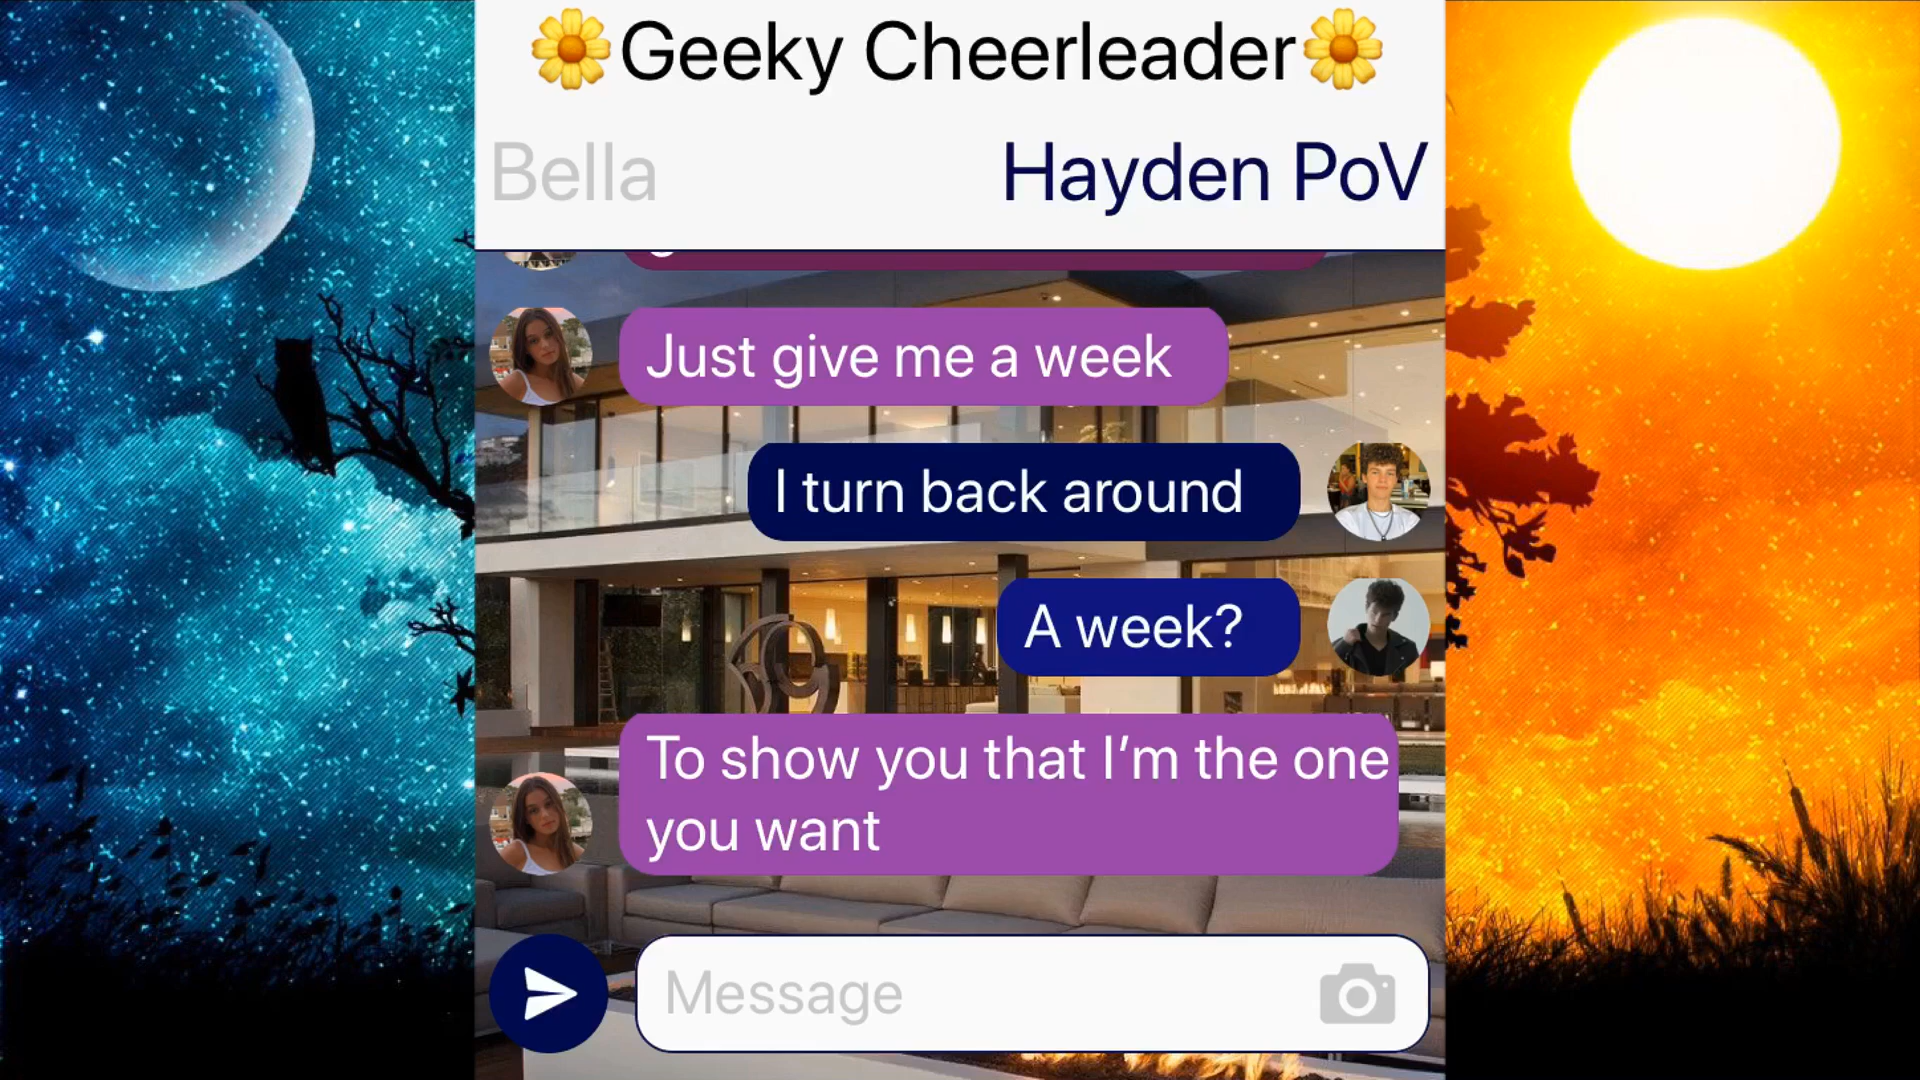 🌼Geeky Cheerleader🌼
Bella
Hayden PoV
Just give me a week
I turn back around
A week?
To show you that I’m the one
you want
Message